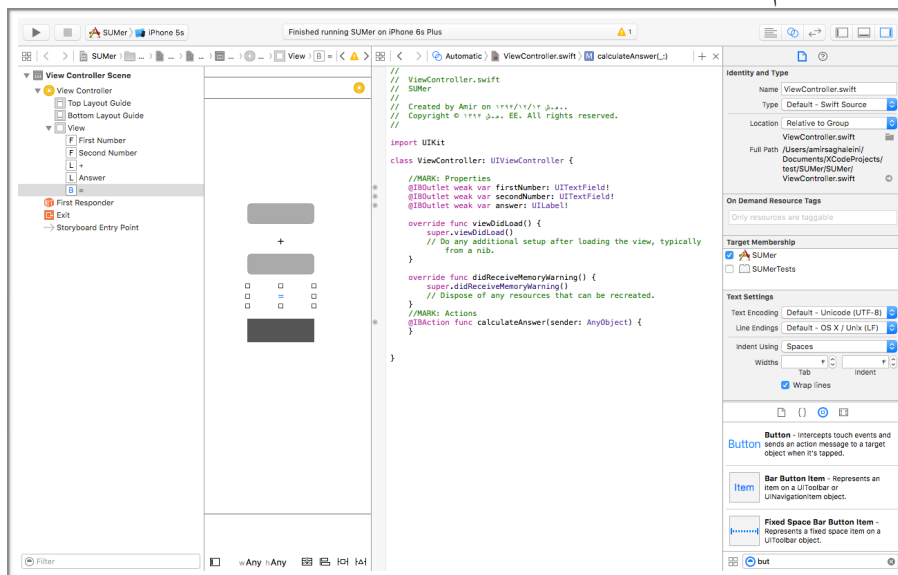 SUMer 〉 iPhone 5s
Finished running SUMer on iPhone 6s Plus
1
SUMer 〉 ... 〉 ... 〉 ... 〉 ... 〉 ... 〉 View 〉 B =
Automatic 〉 ViewController.swift 〉 M calculateAnswer(_:)
View Controller Scene
View Controller
Top Layout Guide
Bottom Layout Guide
View
F First Number
F Second Number
L +
L Answer
B =
First Responder
Exit
Storyboard Entry Point
Filter
+
=
wAny hAny
//
// ViewController.swift
// SUMer
//
// Created by Amir on ۱۳۹۴/۱۲/۱۳ ه‍.ش..
// Copyright © ۱۳۹۴ ه‍.ش. EE. All rights reserved.
//
import UIKit
class ViewController: UIViewController {
//MARK: Properties
@IBOutlet weak var firstNumber: UITextField!
@IBOutlet weak var secondNumber: UITextField!
@IBOutlet weak var answer: UILabel!
override func viewDidLoad() {
super.viewDidLoad()
// Do any additional setup after loading the view, typically
from a nib.
}
override func didReceiveMemoryWarning() {
super.didReceiveMemoryWarning()
// Dispose of any resources that can be recreated.
}
//MARK: Actions
@IBAction func calculateAnswer(sender: AnyObject) {
}
}
Identity and Type
Name ViewController.swift
Type Default - Swift Source
Location Relative to Group
ViewController.swift
Full Path /Users/amirsaghaleini/
Documents/XCodeProjects/
test/SUMer/SUMer/
ViewController.swift
On Demand Resource Tags
Only resources are taggable
Target Membership
SUMer
SUMerTests
Text Settings
Text Encoding Default - Unicode (UTF-8)
Line Endings Default - OS X / Unix (LF)
Indent Using Spaces
Widths ۴ ۴
Tab Indent
Wrap lines
{}
Button Button - Intercepts touch events and
sends an action message to a target
object when it's tapped.
Item Bar Button Item - Represents an
item on a UIToolbar or
UINavigationItem object.
Fixed Space Bar Button Item -
Represents a fixed space item on a
UIToolbar object.
but